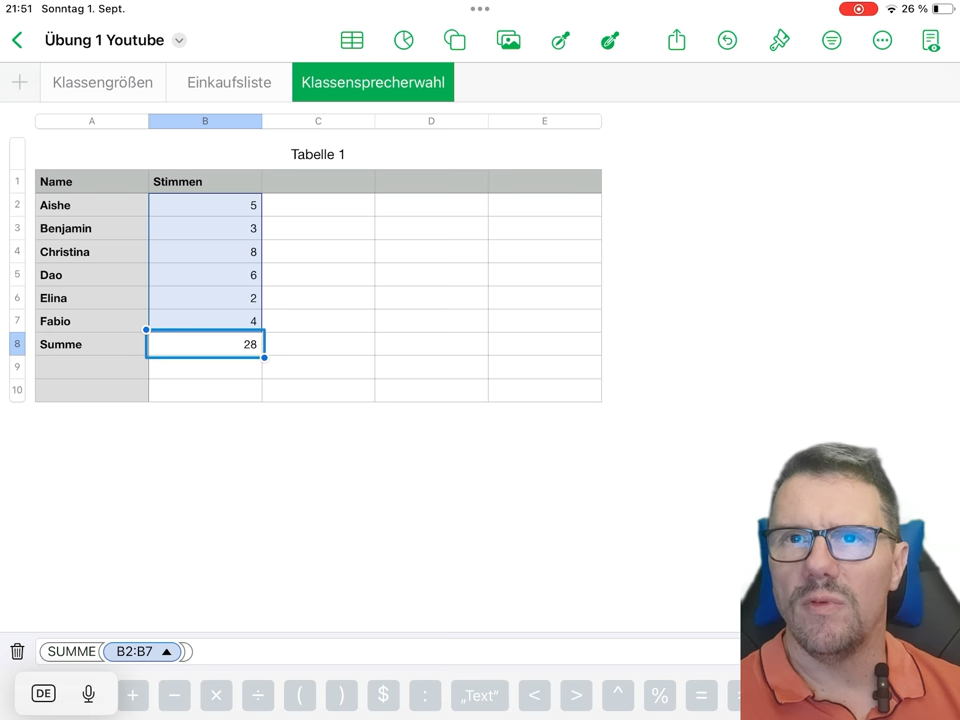 21:51 Sonntag 1. Sept. 26 %
Übung 1 Youtube
Klassengrößen Einkaufsliste Klassensprecherwahl
A B C D E
Tabelle 1
1 Name Stimmen
2 Aishe 5
3 Benjamin 3
4 Christina 8
5 Dao 6
6 Elina 2
7 Fabio 4
8 Summe 28
9
10
SUMME ( B2:B7 )
DE + − × ÷ ( ) $ : „Text“ < > ^ % =